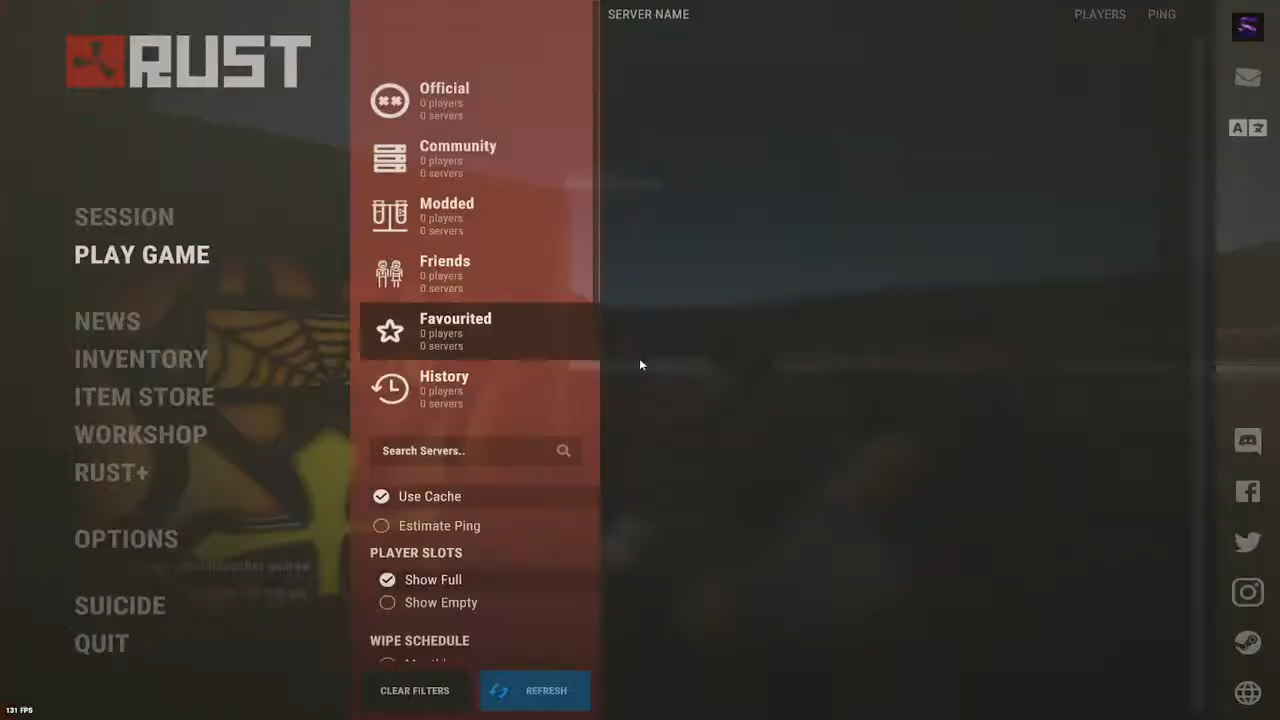 RUST
SESSION
PLAY GAME
NEWS
INVENTORY
ITEM STORE
WORKSHOP
RUST+
OPTIONS
SUICIDE
QUIT
131 FPS
Official
0 players
0 servers
Community
0 players
0 servers
Modded
0 players
0 servers
Friends
0 players
0 servers
Favourited
0 players
0 servers
History
0 players
0 servers
Search Servers..
Use Cache
Estimate Ping
PLAYER SLOTS
Show Full
Show Empty
WIPE SCHEDULE
CLEAR FILTERS
REFRESH
SERVER NAME
PLAYERS
PING
A